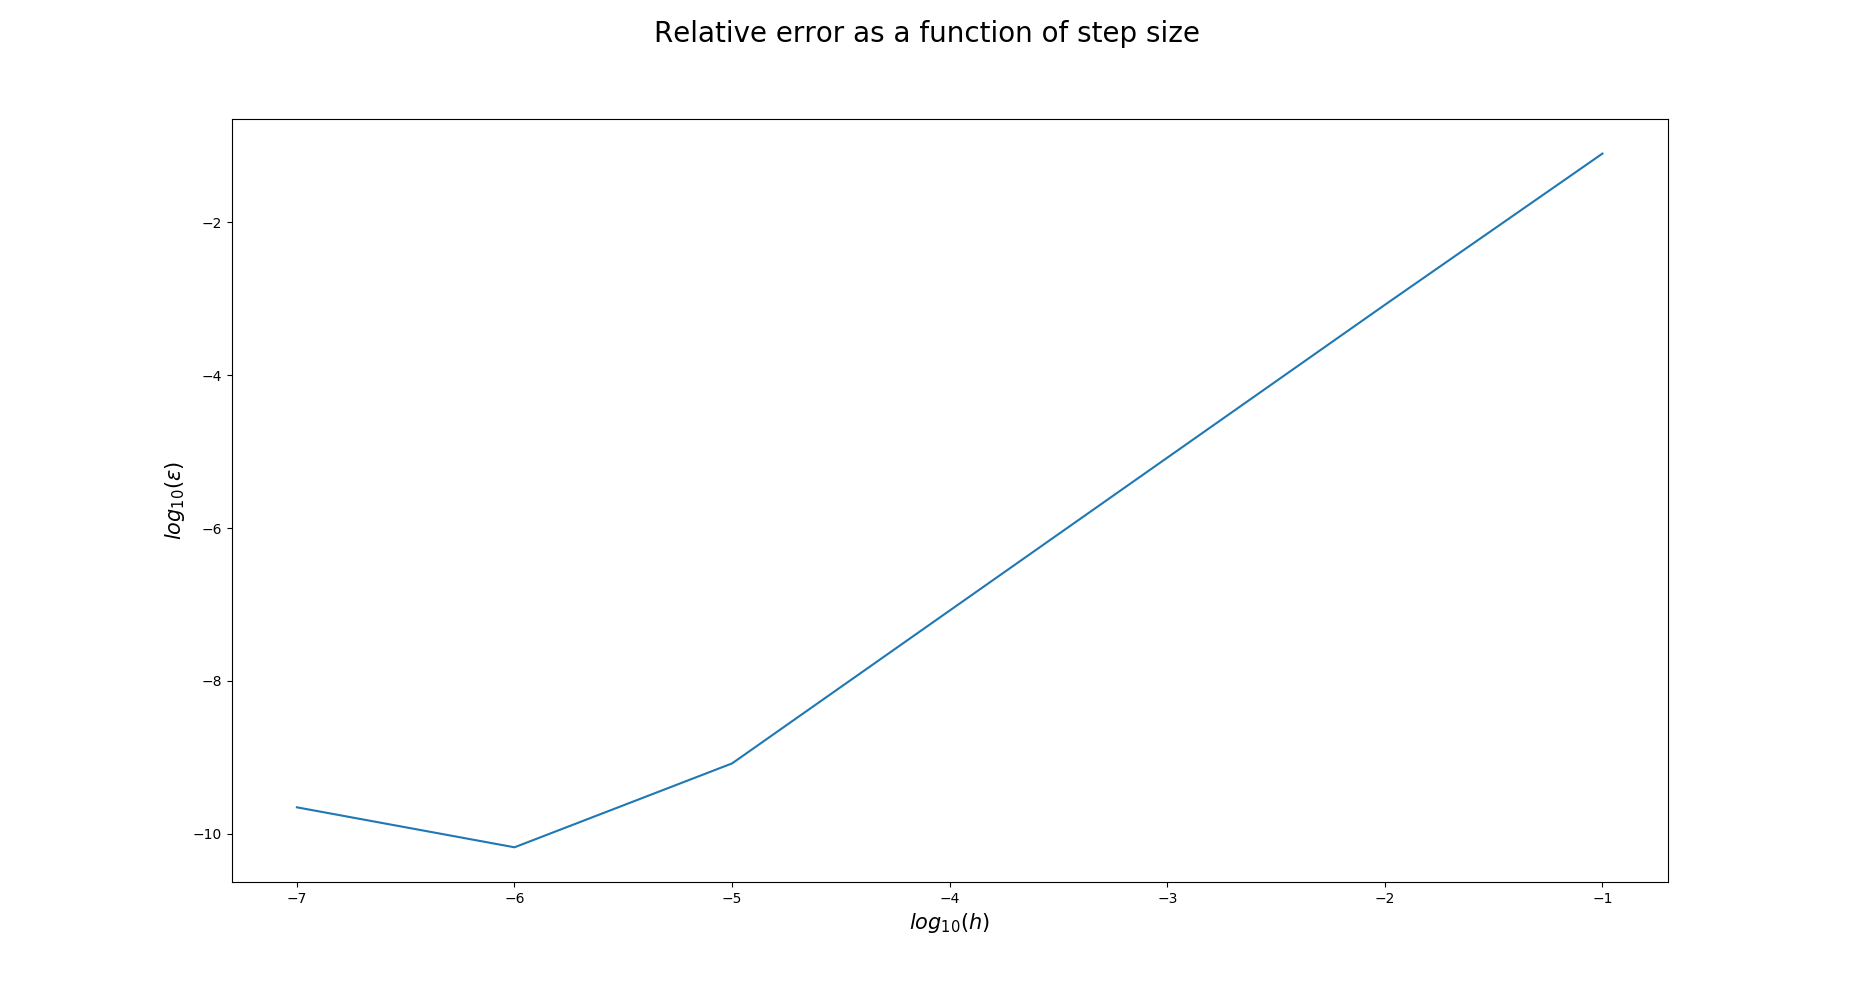 Relative error as a function of step size
−2
−4
−6
−8
−10
log₁₀(ε)
−7 −6 −5 −4 −3 −2 −1
log₁₀(h)